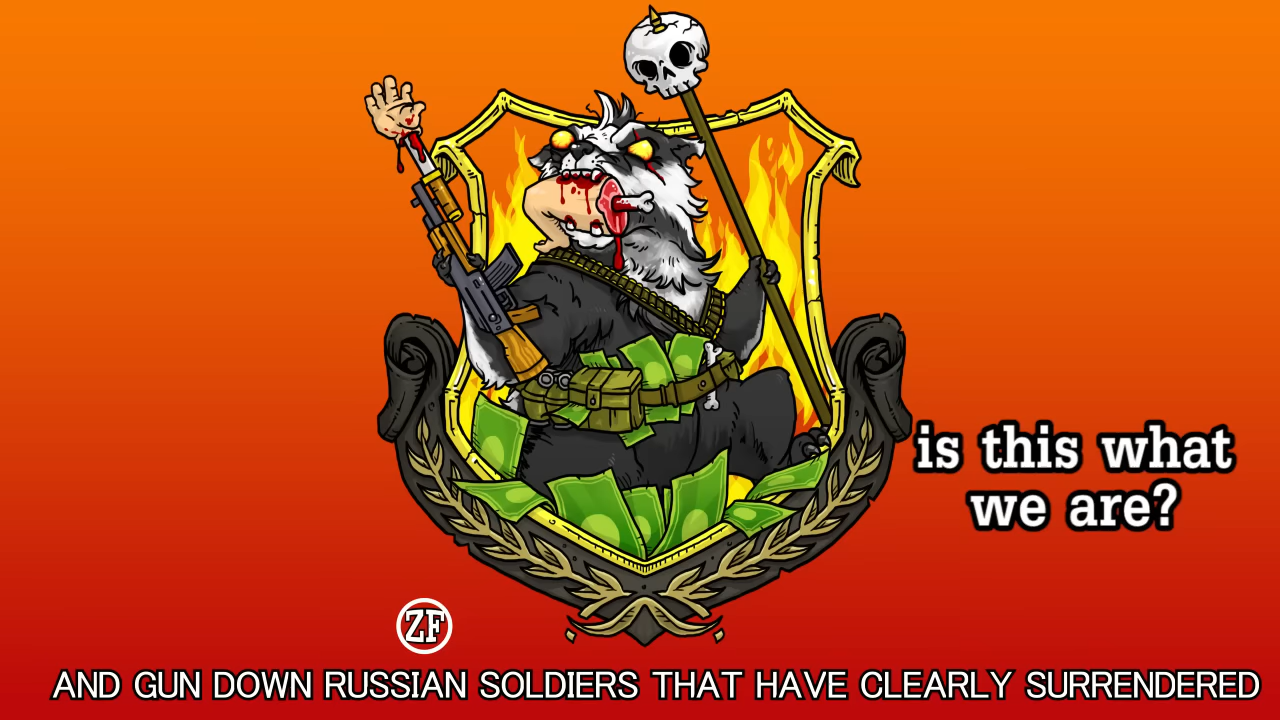 is this what
we are?
ZF
AND GUN DOWN RUSSIAN SOLDIERS THAT HAVE CLEARLY SURRENDERED